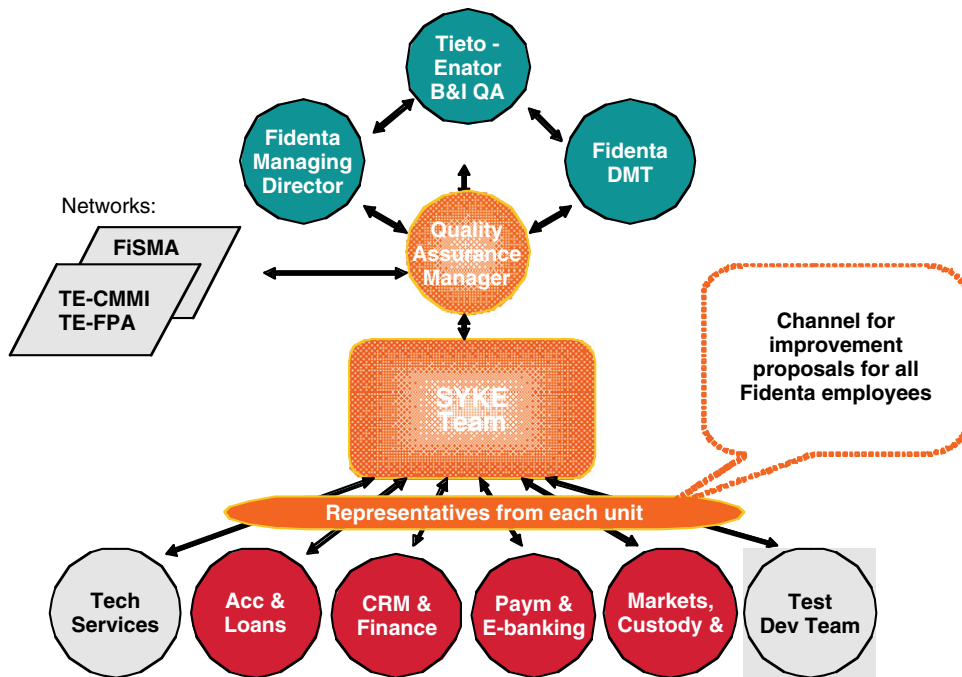 Tieto -
Enator
B&I QA
Fidenta
Managing
Director
Fidenta
DMT
Networks:
FiSMA
TE-CMMI
TE-FPA
Quality
Assurance
Manager
Channel for
improvement
proposals for all
Fidenta employees
SYKE
Team
Representatives from each unit
Tech
Services
Acc &
Loans
CRM &
Finance
Paym &
E-banking
Markets,
Custody &
Test
Dev Team